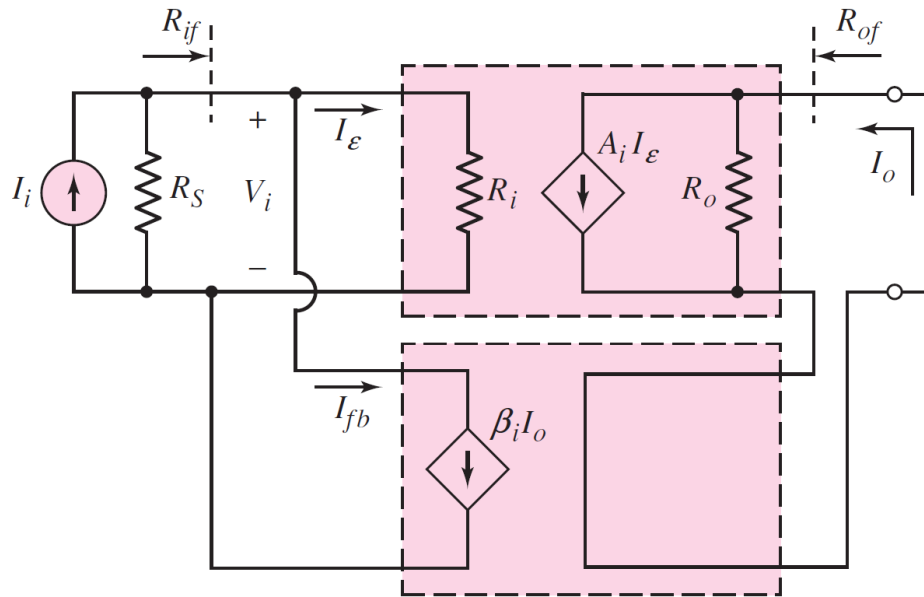 R_if
R_of
+
I_ε
A_i I_ε
I_i
R_S
V_i
R_i
R_o
I_o
−
I_fb
β_i I_o